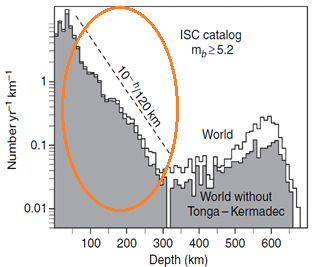 ISC catalog
m_b ≥ 5.2
10^{-h/120 km}
World
World without
Tonga – Kermadec
Number yr^{-1} km^{-1}
1
0.1
0.01
100 200 300 400 500 600
Depth (km)